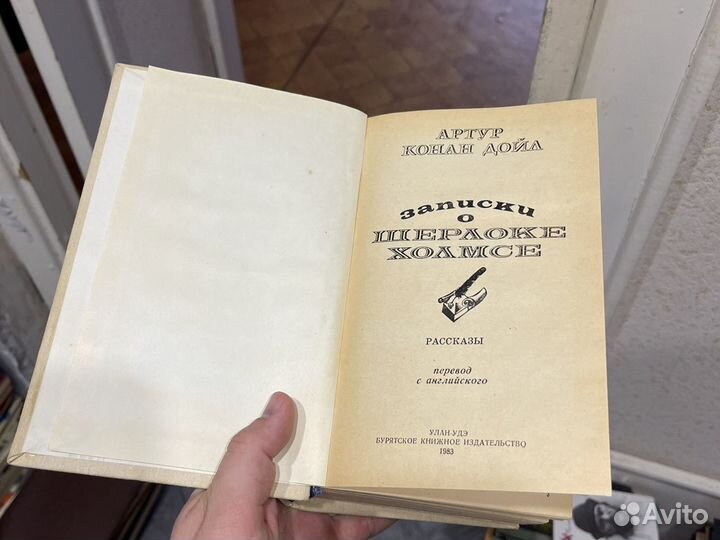 АРТУР
КОНАН ДОЙЛ
Записки
о
ШЕРЛОКЕ
ХОЛМСЕ
РАССКАЗЫ
перевод
с английского
УЛАН-УДЭ
БУРЯТСКОЕ КНИЖНОЕ ИЗДАТЕЛЬСТВО
1983
Avito